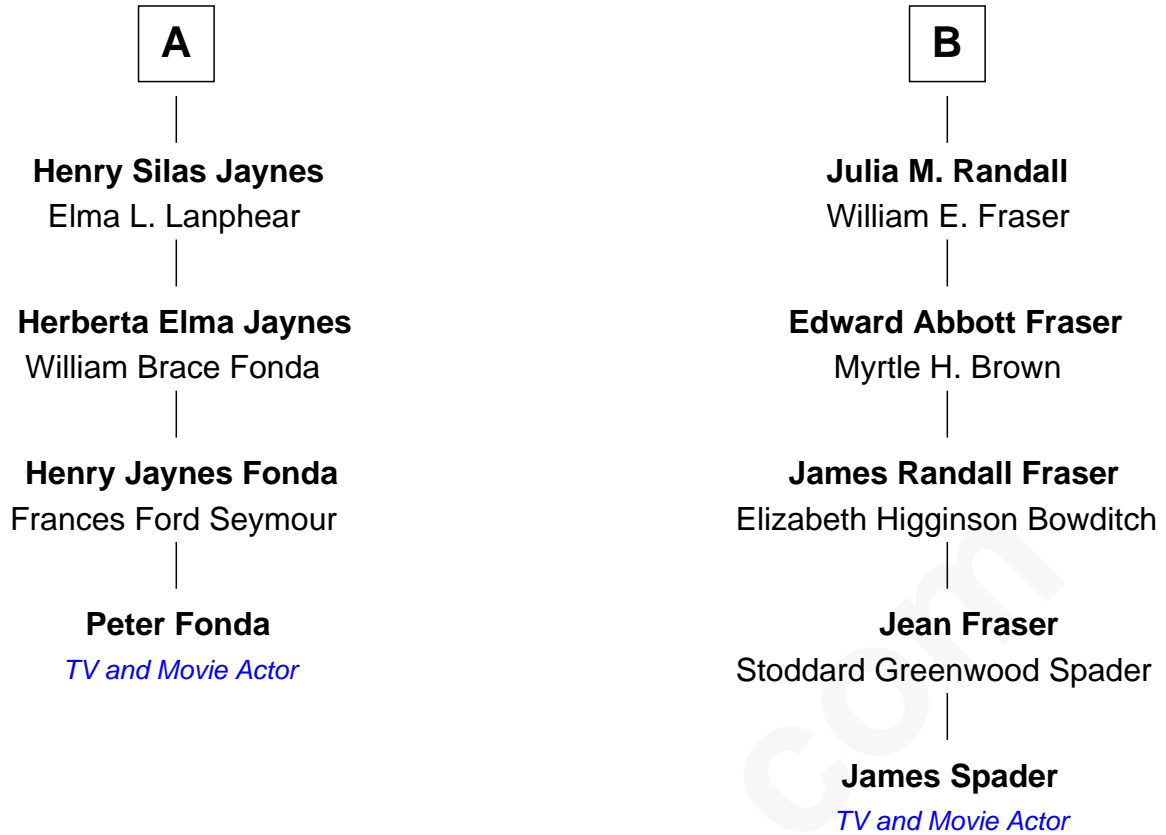 A
Henry Silas Jaynes
Elma L. Lanphear
Herberta Elma Jaynes
William Brace Fonda
Henry Jaynes Fonda
Frances Ford Seymour
Peter Fonda
TV and Movie Actor
B
Julia M. Randall
William E. Fraser
Edward Abbott Fraser
Myrtle H. Brown
James Randall Fraser
Elizabeth Higginson Bowditch
Jean Fraser
Stoddard Greenwood Spader
James Spader
TV and Movie Actor
com